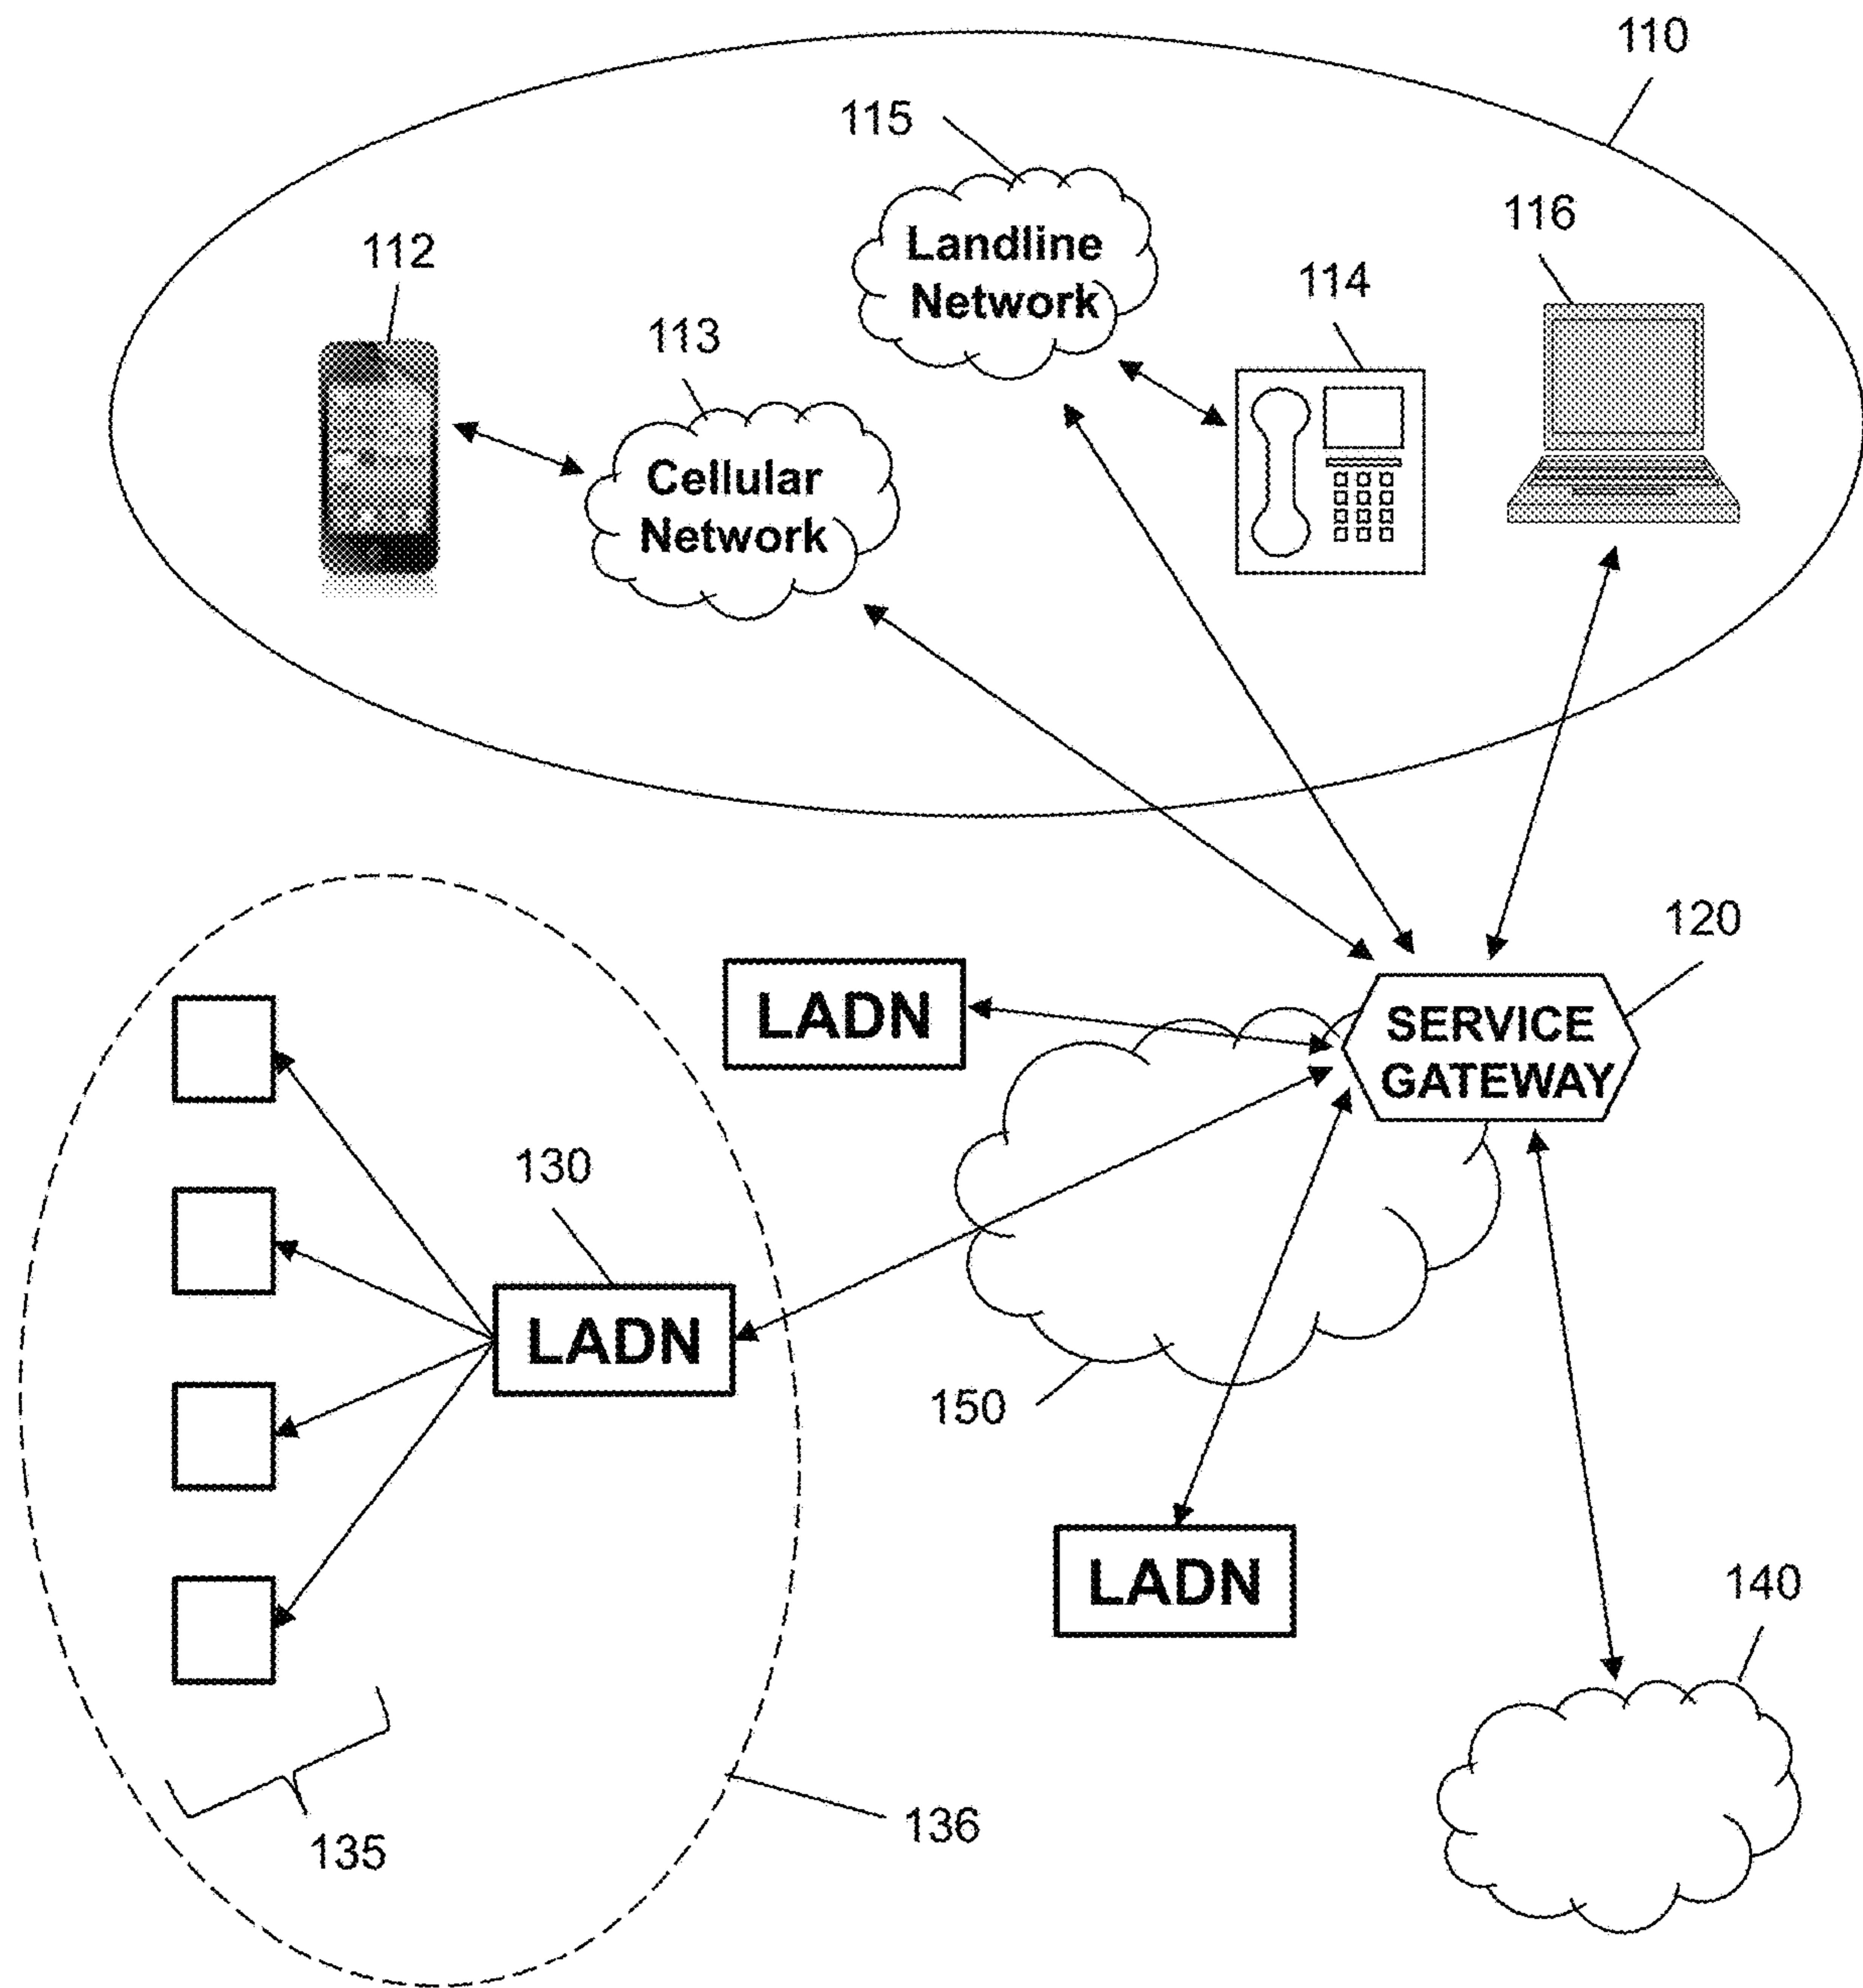 110
115
Landline
Network
116
112
114
113
Cellular
Network
120
LADN
SERVICE
GATEWAY
130
LADN
150
LADN
140
135
136